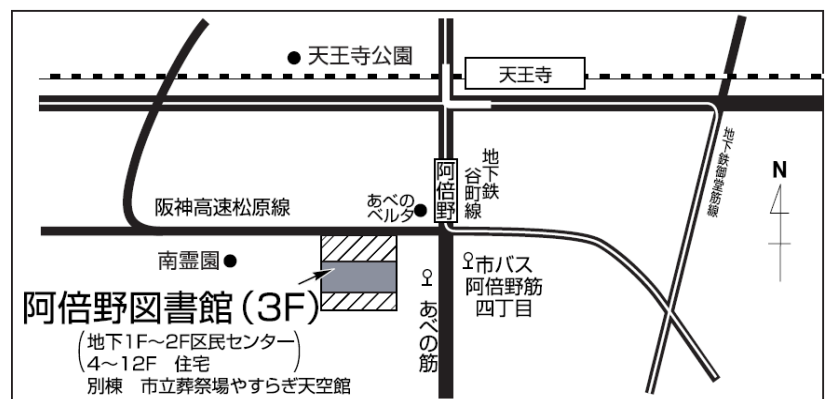 天王寺公園
天王寺
地下鉄
谷町線
阿倍野
あべの
ベルタ
地下鉄御堂筋線
N
阪神高速松原線
南霊園
市バス
阿倍野筋
四丁目
あべの筋
阿倍野図書館(3F)
(地下1F〜2F区民センター
4〜12F 住宅)
別棟 市立葬祭場やすらぎ天空館